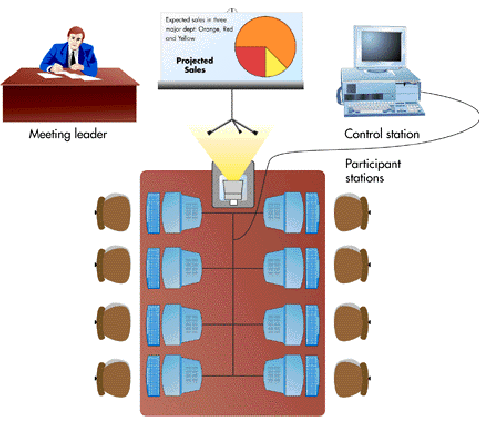 Expected sales in three
major dept: Orange, Red
and Yellow
Projected
Sales
Meeting leader
Control station
Participant
stations